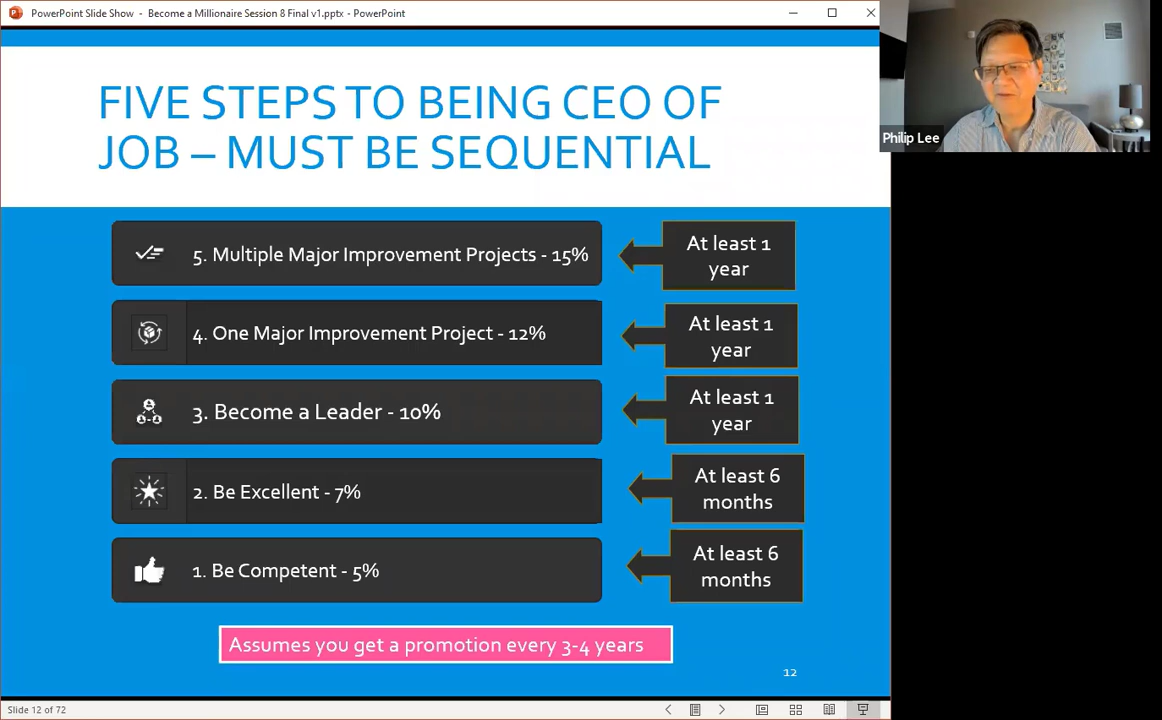 PowerPoint Slide Show - Become a Millionaire Session 8 Final v1.pptx - PowerPoint
Philip Lee
FIVE STEPS TO BEING CEO OF
JOB – MUST BE SEQUENTIAL
5. Multiple Major Improvement Projects - 15%
At least 1
year
4. One Major Improvement Project - 12%
At least 1
year
3. Become a Leader - 10%
At least 1
year
2. Be Excellent - 7%
At least 6
months
1. Be Competent - 5%
At least 6
months
Assumes you get a promotion every 3-4 years
12
Slide 12 of 72